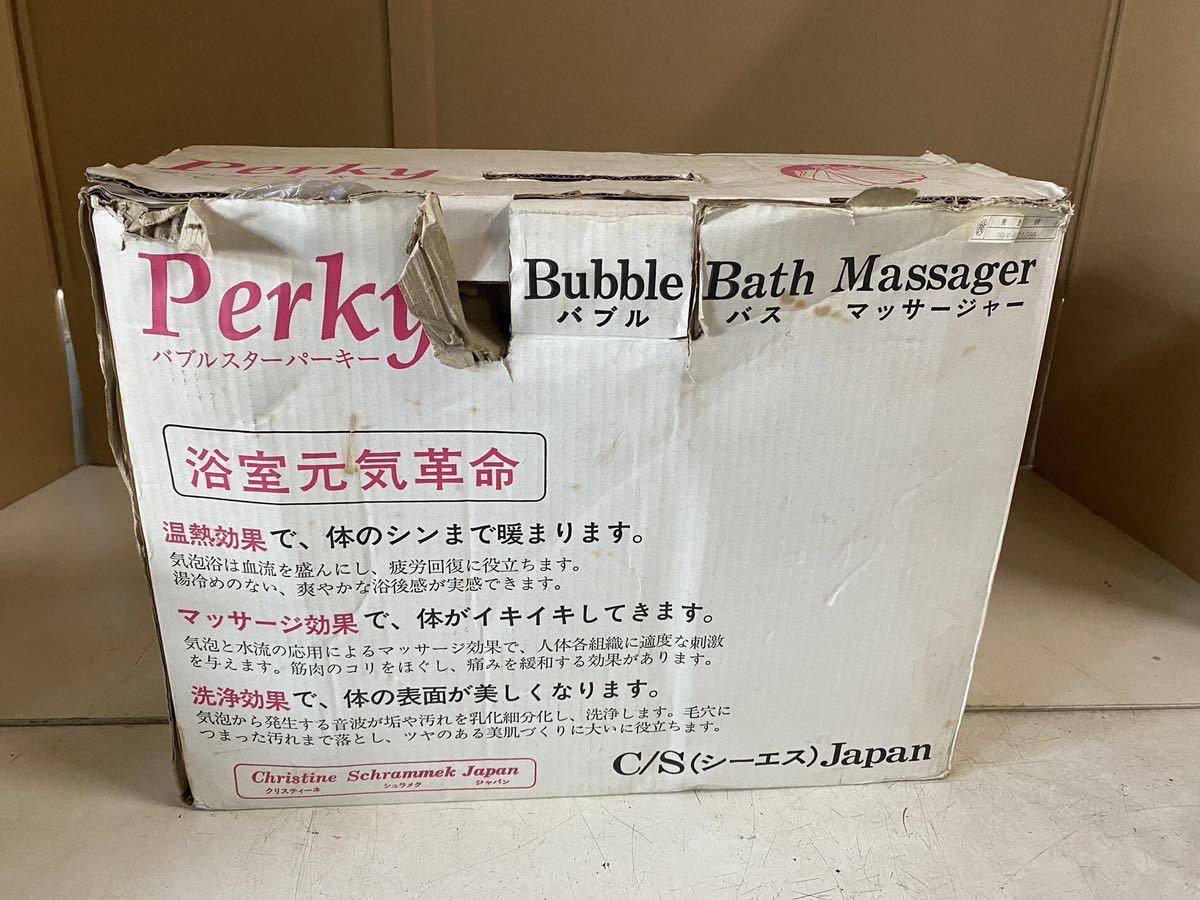 Perky
Perky
バブルスターパーキー
Bubble Bath Massager
バブル バス マッサージャー
浴室元気革命
温熱効果で、体のシンまで暖まります。
気泡浴は血流を盛んにし、疲労回復に役立ちます。
湯冷めのない、爽やかな浴後感が実感できます。
マッサージ効果で、体がイキイキしてきます。
気泡と水流の応用によるマッサージ効果で、人体各組織に適度な刺激
を与えます。筋肉のコリをほぐし、痛みを緩和する効果があります。
洗浄効果で、体の表面が美しくなります。
気泡から発生する音波が垢や汚れを乳化細分化し、洗浄します。毛穴に
つまった汚れまで落とし、ツヤのある美肌づくりに大いに役立ちます。
Christine Schrammek Japan
クリスティーネ シュラメク ジャパン
C/S(シーエス)Japan